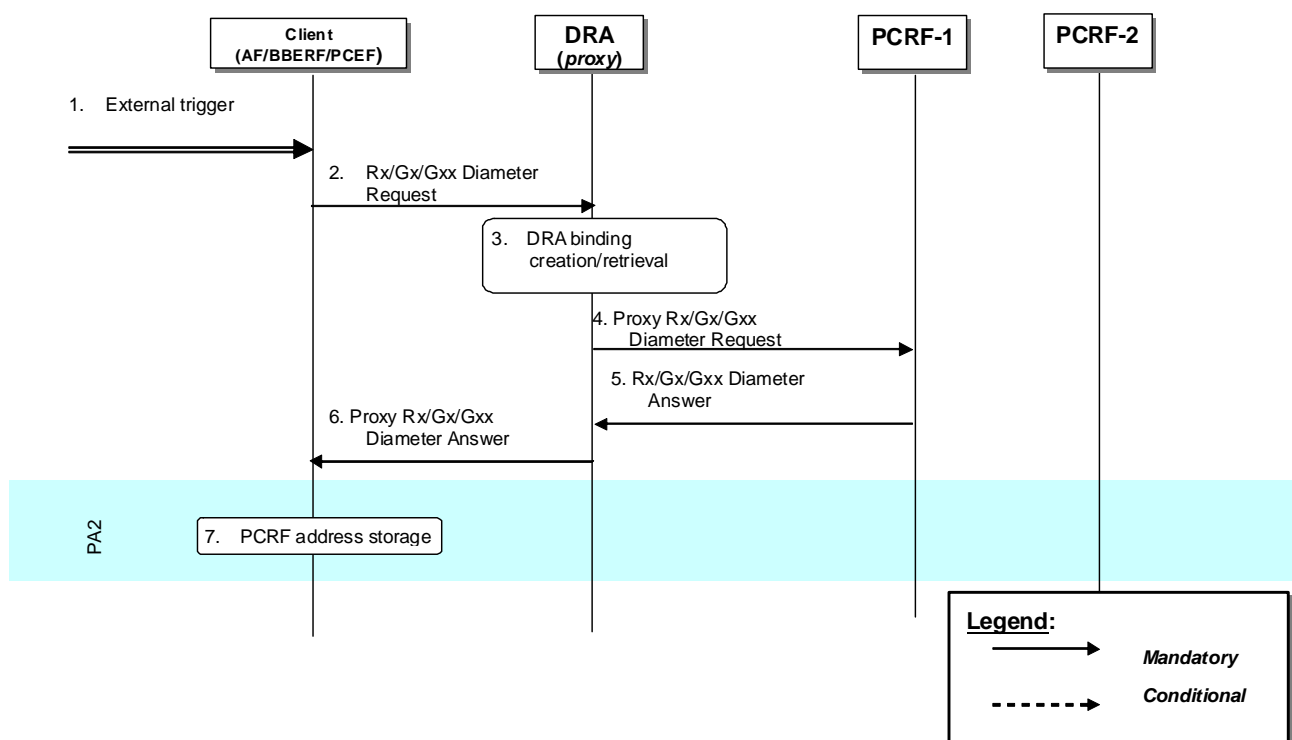 Client
(AF/BBERF/PCEF)
DRA
(proxy)
PCRF-1
PCRF-2
1. External trigger
2. Rx/Gx/Gxx Diameter
Request
3. DRA binding
creation/retrieval
4. Proxy Rx/Gx/Gxx
Diameter Request
5. Rx/Gx/Gxx Diameter
Answer
6. Proxy Rx/Gx/Gxx
Diameter Answer
PA2
7. PCRF address storage
Legend:
Mandatory
Conditional